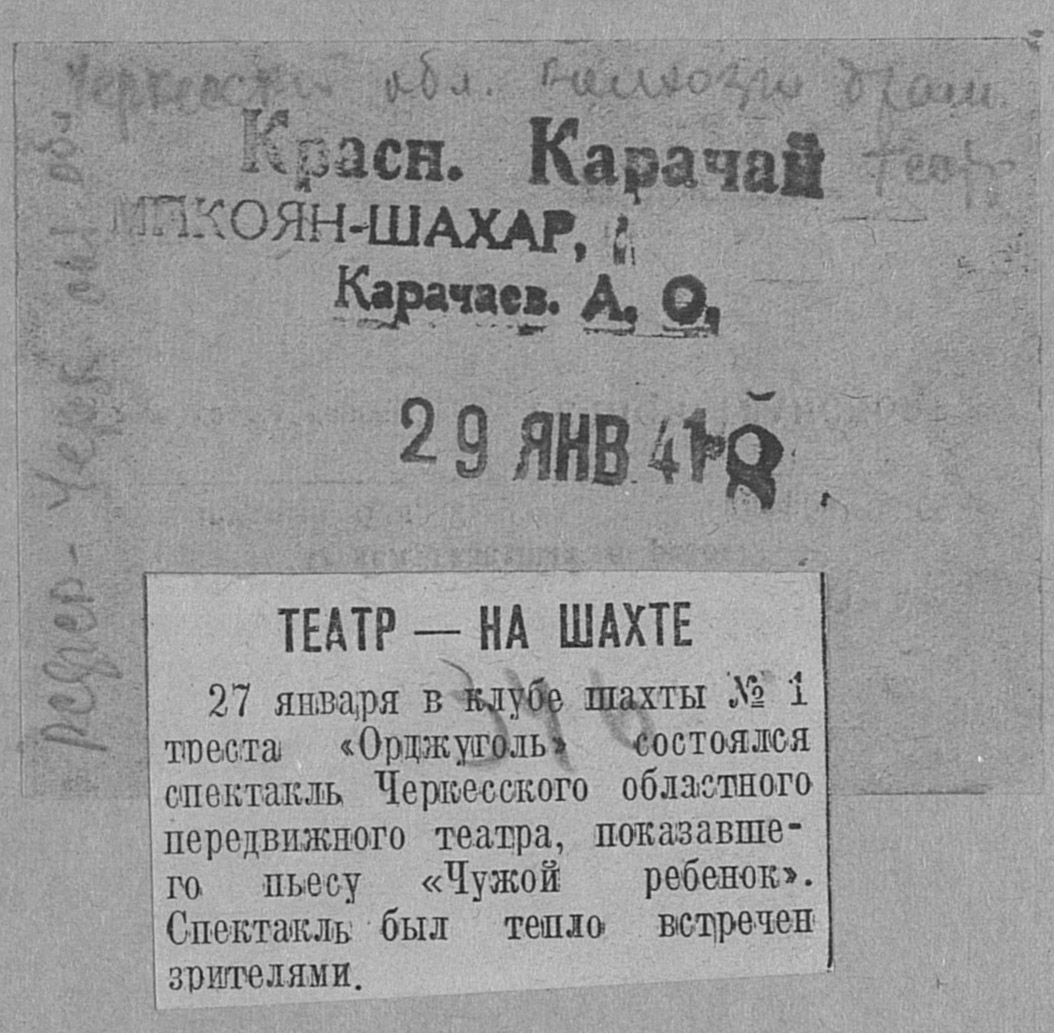 Черкесский обл. колхозн драм.
театр
Красн. Карачай
МИКОЯН-ШАХАР,
Карачаев. А. О.
29 ЯНВ 41
ТЕАТР — НА ШАХТЕ
27 января в клубе шахты № 1
треста «Орджуголь» состоялся
спектакль Черкесского областного
передвижного театра, показавше-
го пьесу «Чужой ребенок».
Спектакль был тепло встречен
зрителями.